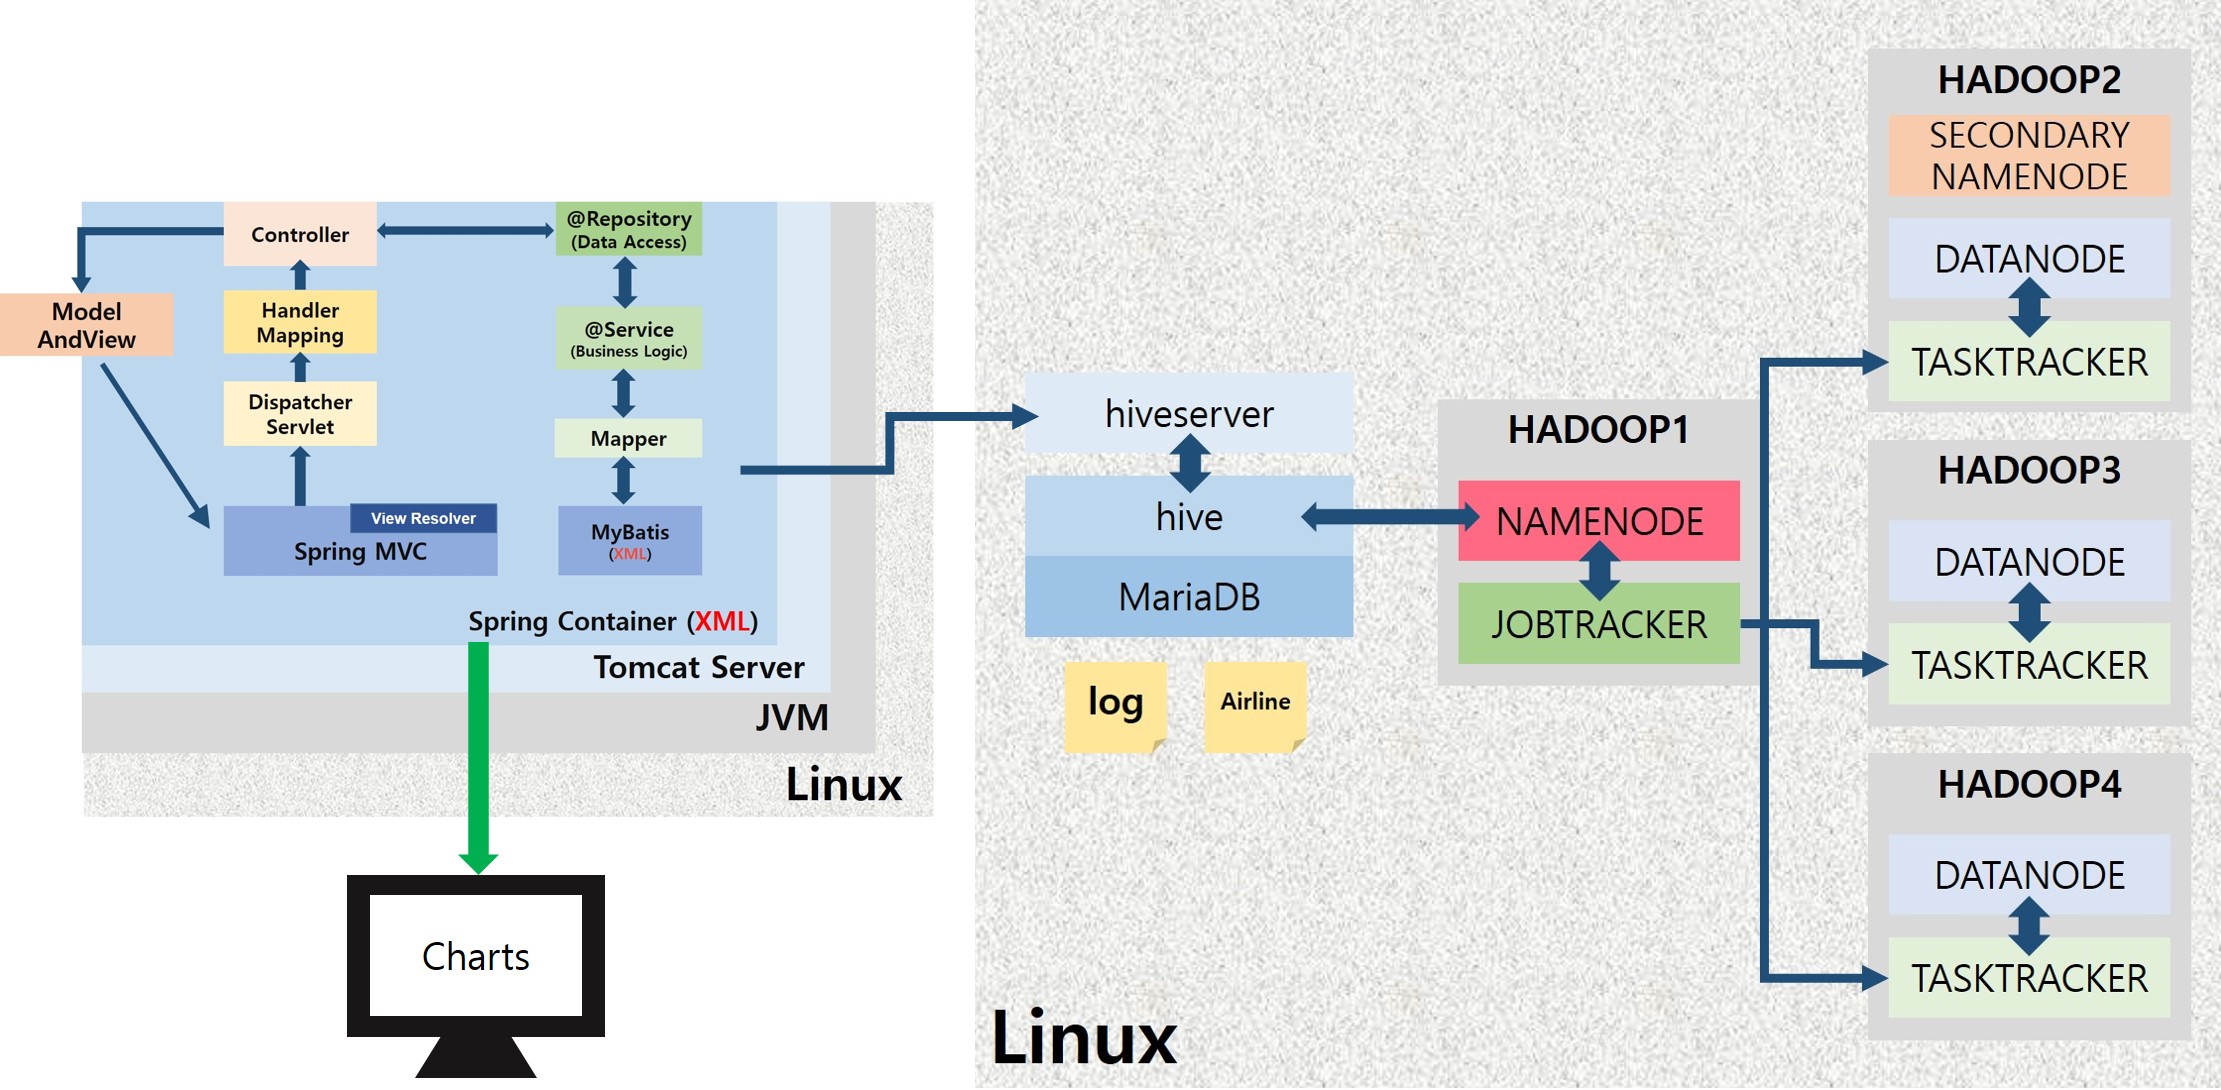 Controller
@Repository
(Data Access)
Model
AndView
Handler
Mapping
@Service
(Business Logic)
Dispatcher
Servlet
Mapper
View Resolver
Spring MVC
MyBatis
(XML)
Spring Container (XML)
Tomcat Server
JVM
Linux
Charts
hiveserver
hive
MariaDB
log
Airline
HADOOP1
NAMENODE
JOBTRACKER
HADOOP2
SECONDARY
NAMENODE
DATANODE
TASKTRACKER
HADOOP3
DATANODE
TASKTRACKER
HADOOP4
DATANODE
TASKTRACKER
Linux